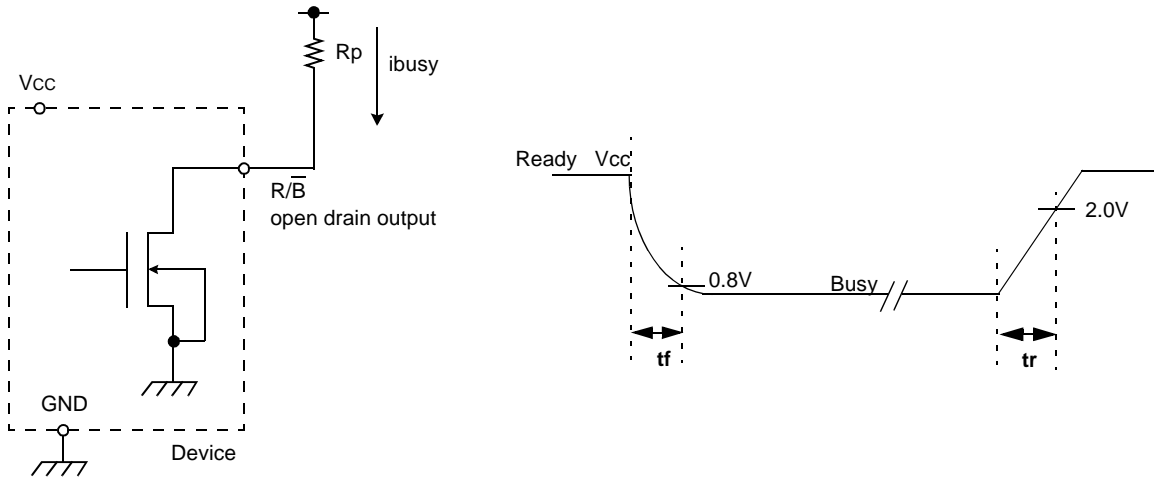 Rp
ibusy
VCC
R/B̅
open drain output
GND
Device
Ready Vcc
2.0V
0.8V
Busy
tf
tr